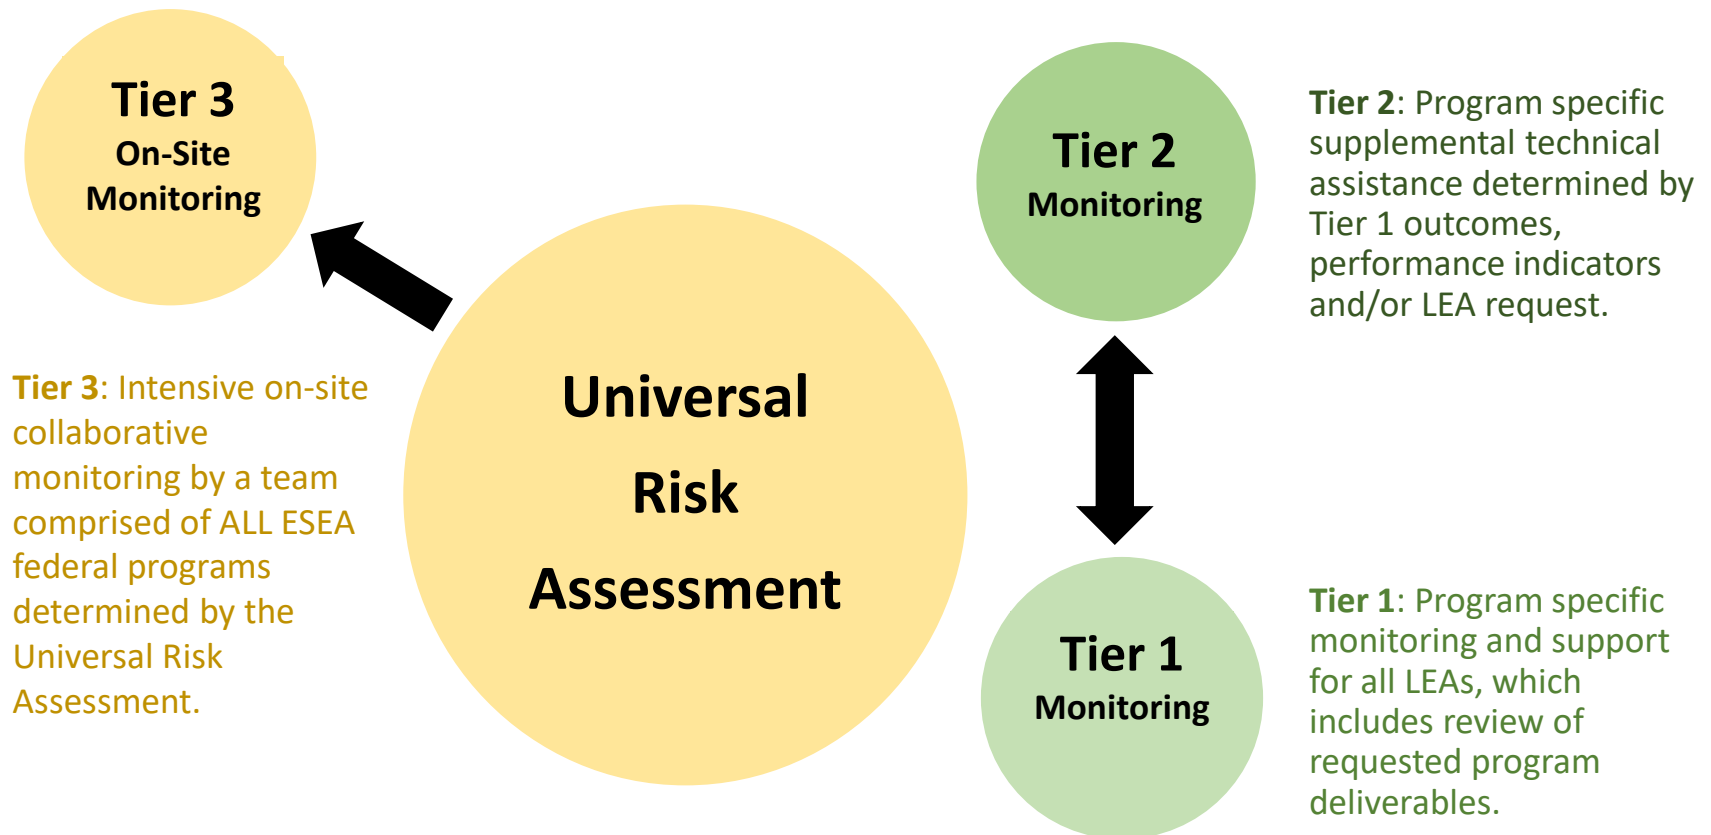 Tier 3
On-Site
Monitoring
Tier 3: Intensive on-site
collaborative
monitoring by a team
comprised of ALL ESEA
federal programs
determined by the
Universal Risk
Assessment.
Universal
Risk
Assessment
Tier 2
Monitoring
Tier 2: Program specific
supplemental technical
assistance determined by
Tier 1 outcomes,
performance indicators
and/or LEA request.
Tier 1
Monitoring
Tier 1: Program specific
monitoring and support
for all LEAs, which
includes review of
requested program
deliverables.